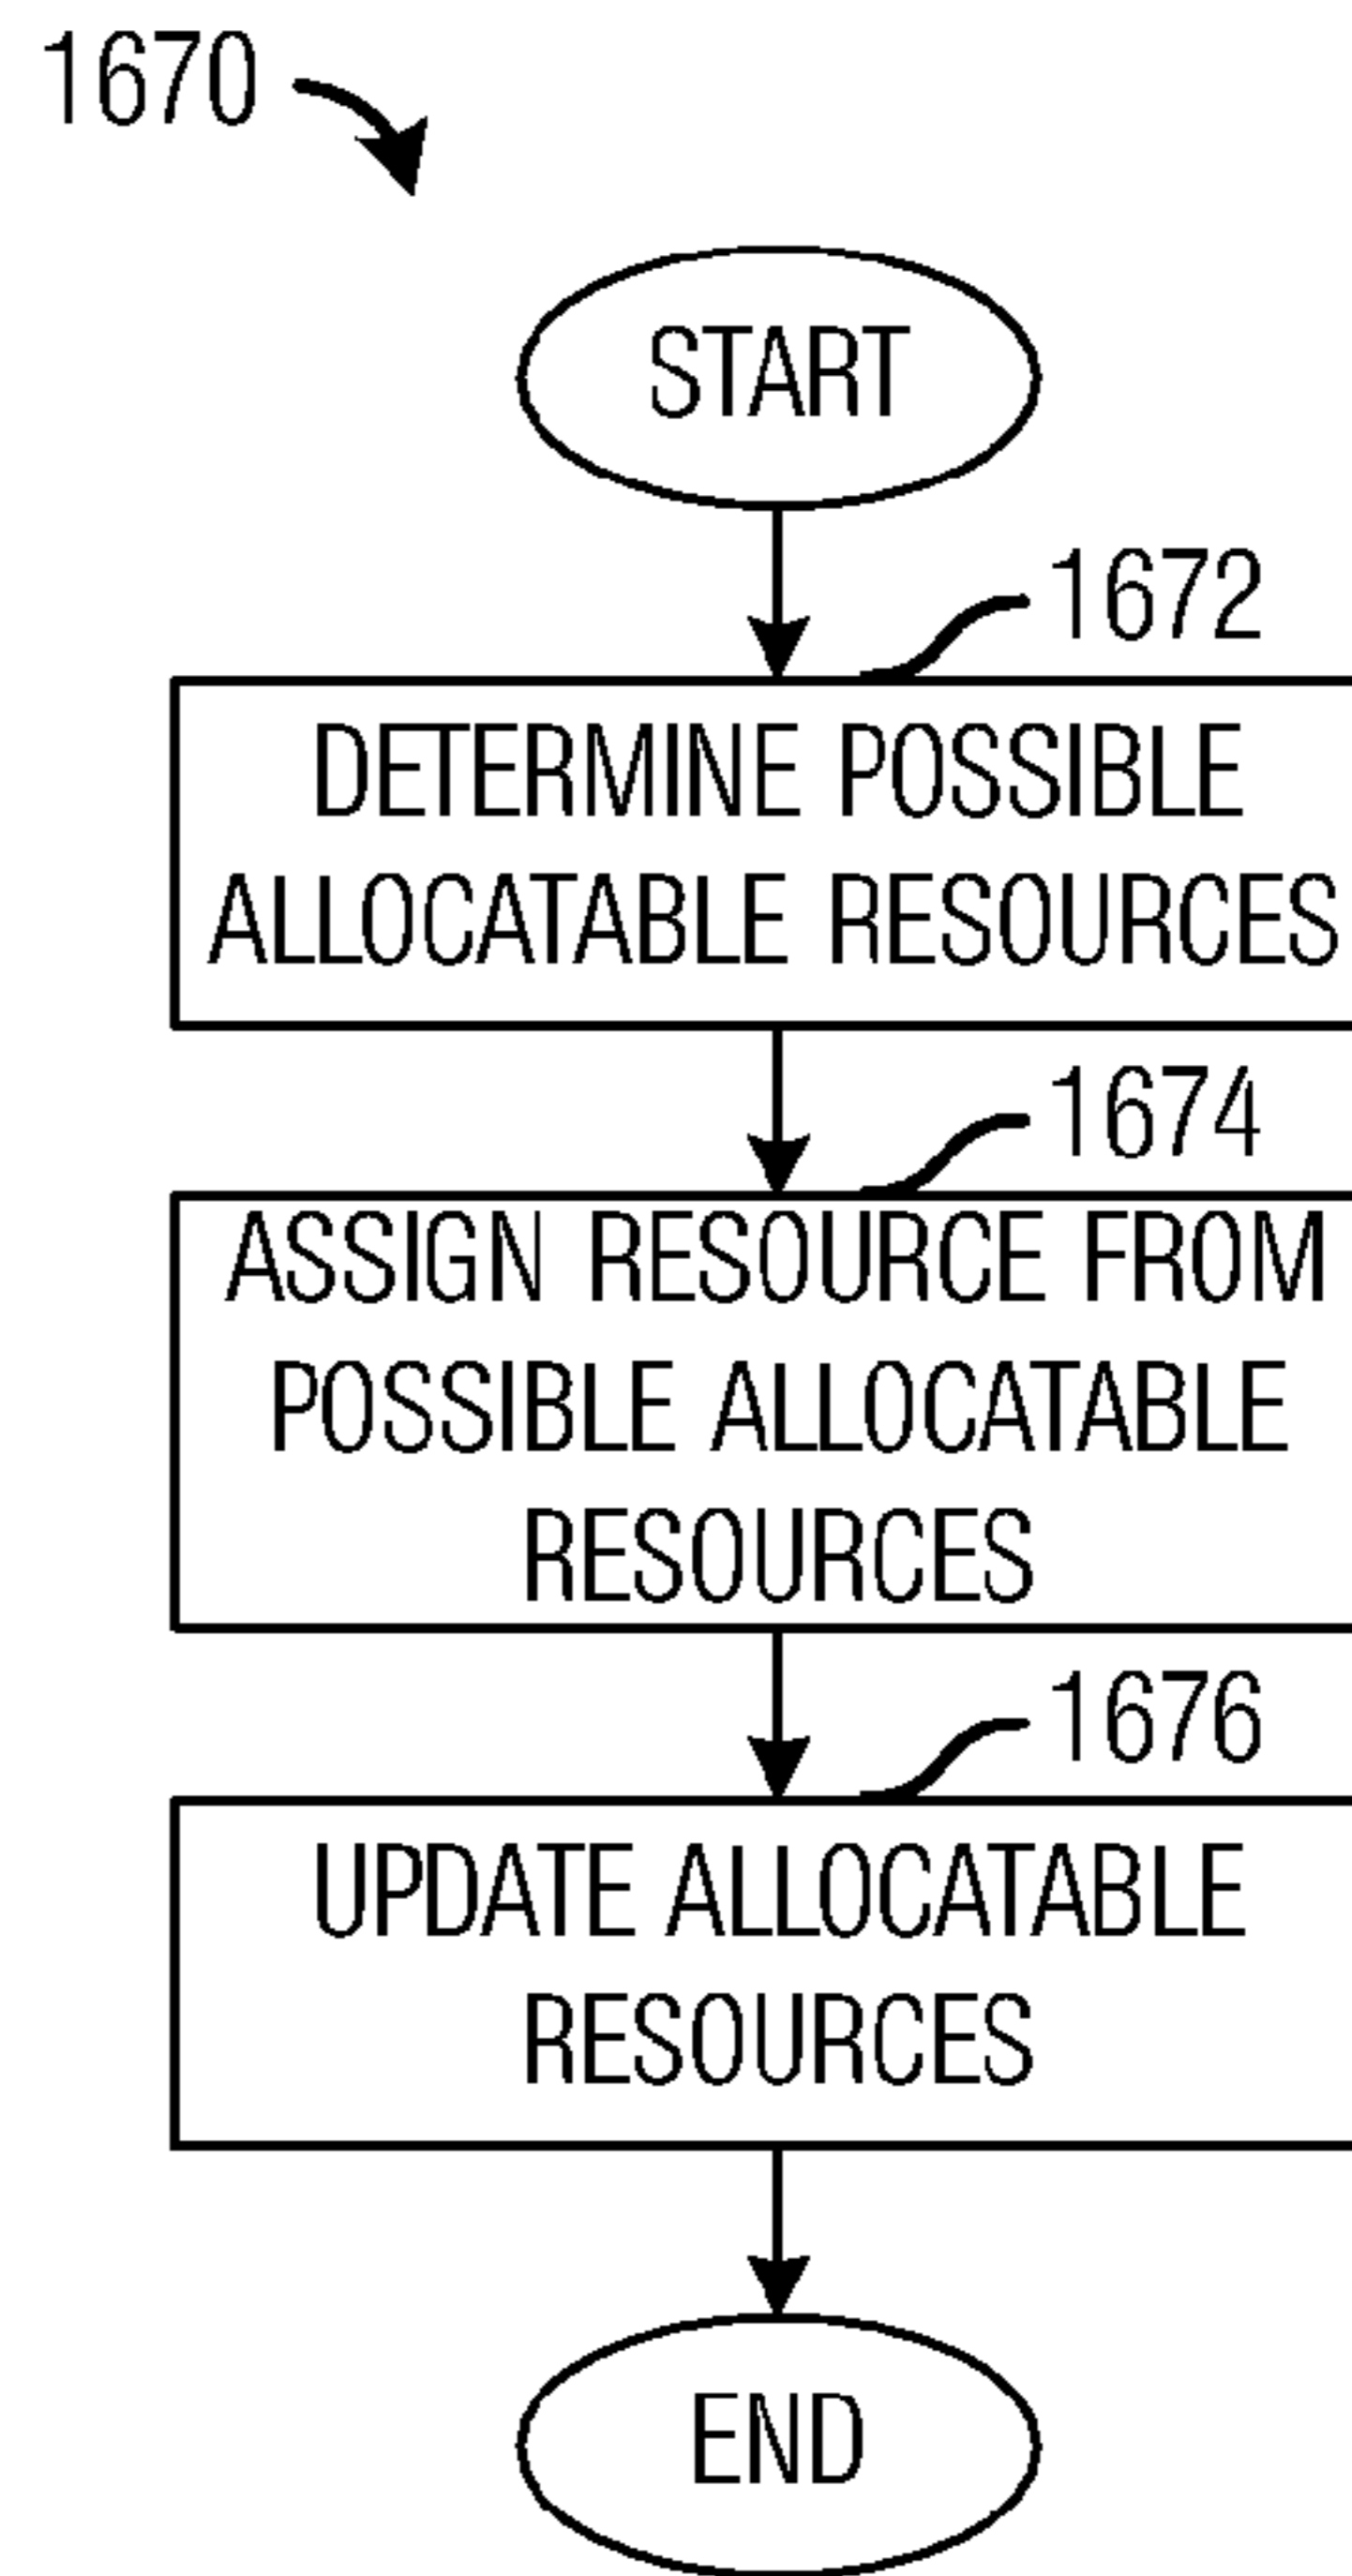 1670
START
1672
DETERMINE POSSIBLE
ALLOCATABLE RESOURCES
1674
ASSIGN RESOURCE FROM
POSSIBLE ALLOCATABLE
RESOURCES
1676
UPDATE ALLOCATABLE
RESOURCES
END